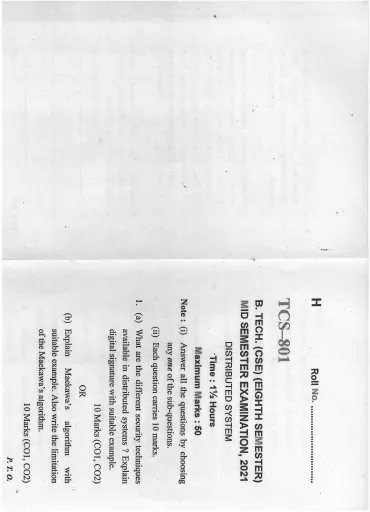 H
Roll No. ..............................
TCS–801
B. TECH. (CSE) (EIGHTH SEMESTER)
MID SEMESTER EXAMINATION, 2021
DISTRIBUTED SYSTEM
Time : 1½ Hours
Maximum Marks : 50
Note : (i) Answer all the questions by choosing
any one of the sub-questions.
(ii) Each question carries 10 marks.
1. (a) What are the different security techniques
available in distributed systems ? Explain
digital signature with suitable example.
10 Marks (CO1, CO2)
OR
(b) Explain Maekawa's algorithm with
suitable example. Also write the limitation
of the Maekawa's algorithm.
10 Marks (CO1, CO2)
P. T. O.